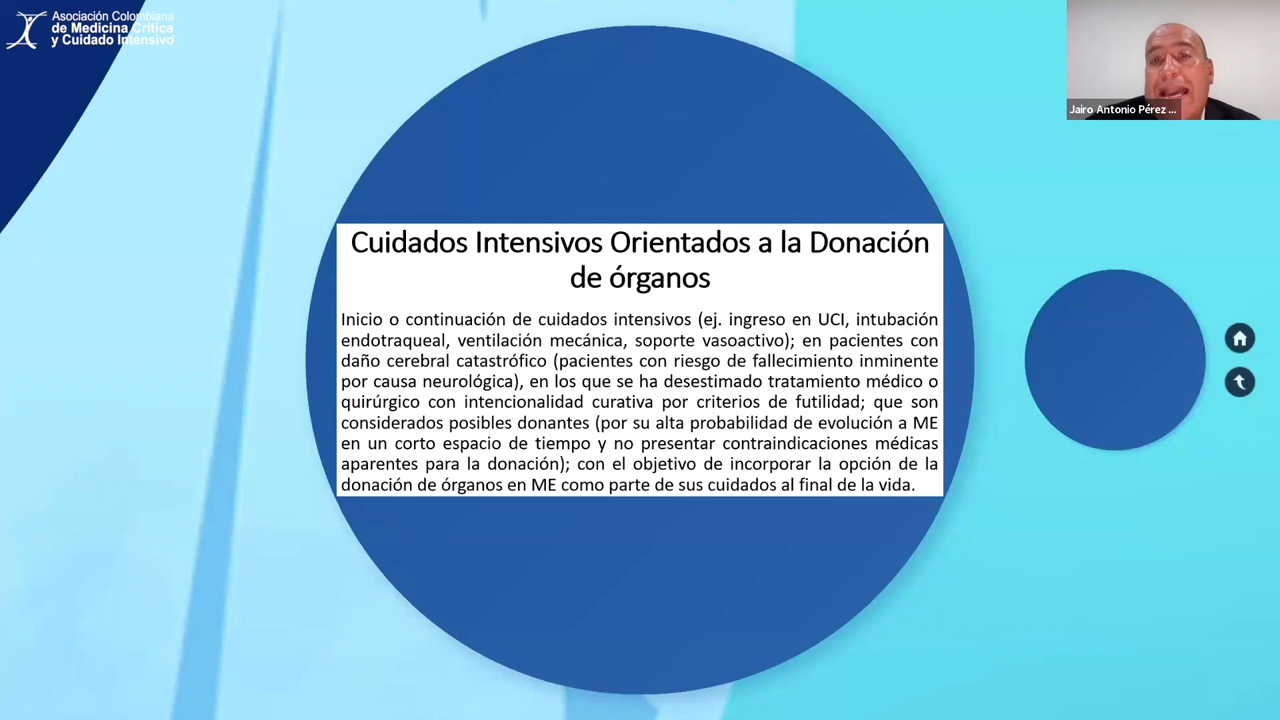 Asociación Colombiana
de Medicina Crítica
y Cuidado Intensivo
Jairo Antonio Pérez ...
Cuidados Intensivos Orientados a la Donación
de órganos
Inicio o continuación de cuidados intensivos (ej. ingreso en UCI, intubación
endotraqueal, ventilación mecánica, soporte vasoactivo); en pacientes con
daño cerebral catastrófico (pacientes con riesgo de fallecimiento inminente
por causa neurológica), en los que se ha desestimado tratamiento médico o
quirúrgico con intencionalidad curativa por criterios de futilidad; que son
considerados posibles donantes (por su alta probabilidad de evolución a ME
en un corto espacio de tiempo y no presentar contraindicaciones médicas
aparentes para la donación); con el objetivo de incorporar la opción de la
donación de órganos en ME como parte de sus cuidados al final de la vida.